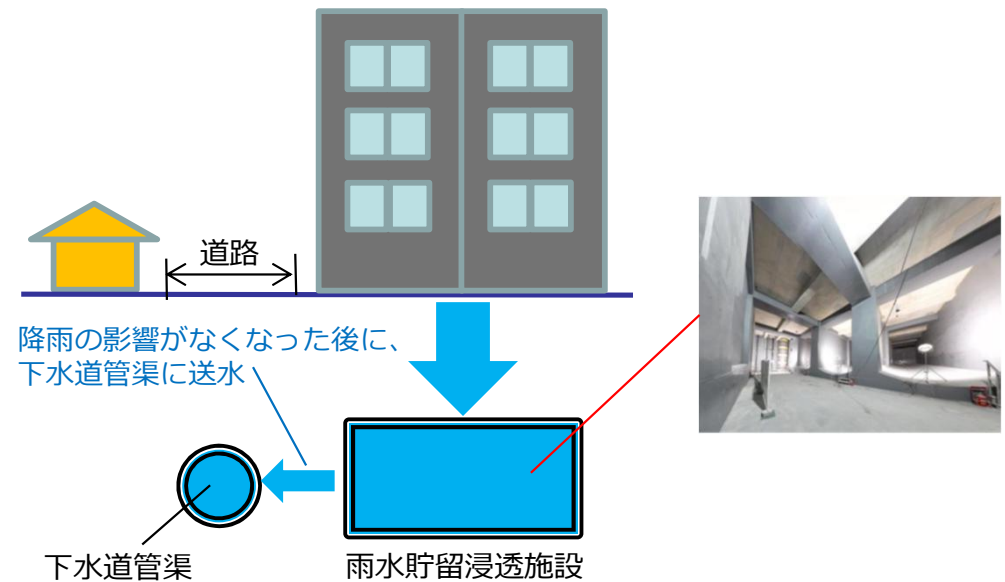 道路
降雨の影響がなくなった後に、
下水道管渠に送水
下水道管渠
雨水貯留浸透施設